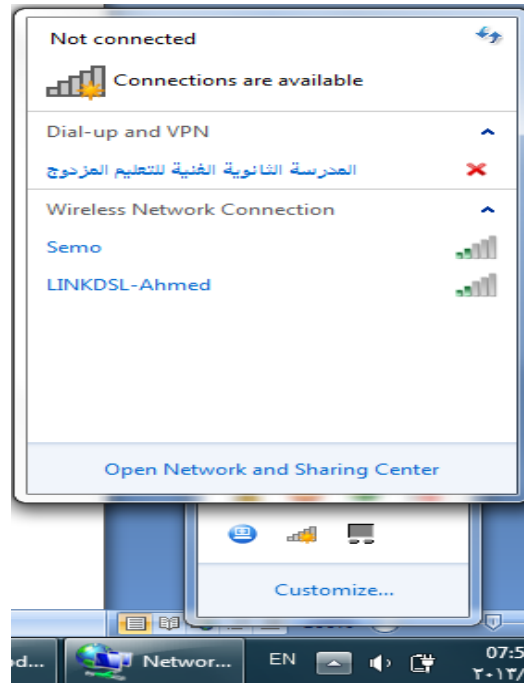 Not connected
Connections are available
Dial-up and VPN
المدرسة الثانوية الفنية للتعليم المزدوج
Wireless Network Connection
Semo
LINKDSL-Ahmed
Open Network and Sharing Center
Customize...
d... Networ... EN 07:5
٢٠١٣/